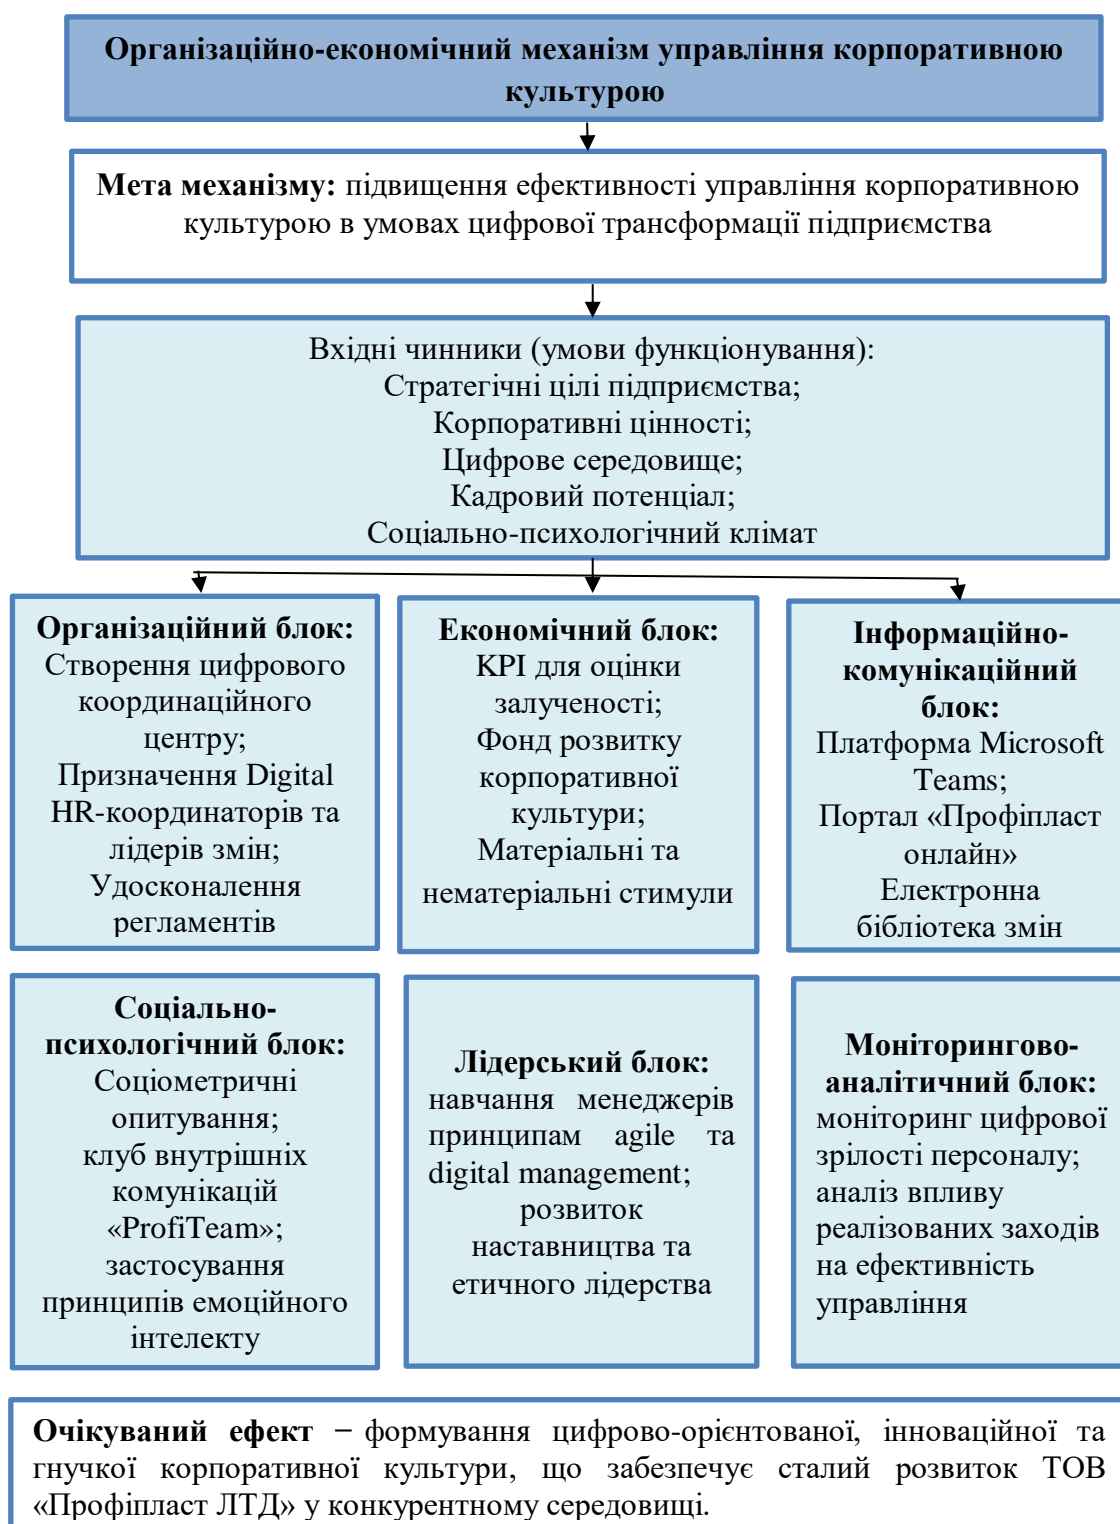 Організаційно-економічний механізм управління корпоративною
культурою
Мета механізму: підвищення ефективності управління корпоративною
культурою в умовах цифрової трансформації підприємства
Вхідні чинники (умови функціонування):
Стратегічні цілі підприємства;
Корпоративні цінності;
Цифрове середовище;
Кадровий потенціал;
Соціально-психологічний клімат
Організаційний блок:
Створення цифрового
координаційного
центру;
Призначення Digital
HR-координаторів та
лідерів змін;
Удосконалення
регламентів
Економічний блок:
KPI для оцінки
залученості;
Фонд розвитку
корпоративної
культури;
Матеріальні та
нематеріальні стимули
Інформаційно-
комунікаційний
блок:
Платформа Microsoft
Teams;
Портал «Профіпласт
онлайн»
Електронна
бібліотека змін
Соціально-
психологічний блок:
Соціометричні
опитування;
клуб внутрішніх
комунікацій
«ProfiTeam»;
застосування
принципів емоційного
інтелекту
Лідерський блок:
навчання менеджерів
принципам agile та
digital management;
розвиток
наставництва та
етичного лідерства
Моніторингово-
аналітичний блок:
моніторинг цифрової
зрілості персоналу;
аналіз впливу
реалізованих заходів
на ефективність
управління
Очікуваний ефект – формування цифрово-орієнтованої, інноваційної та
гнучкої корпоративної культури, що забезпечує сталий розвиток ТОВ
«Профіпласт ЛТД» у конкурентному середовищі.